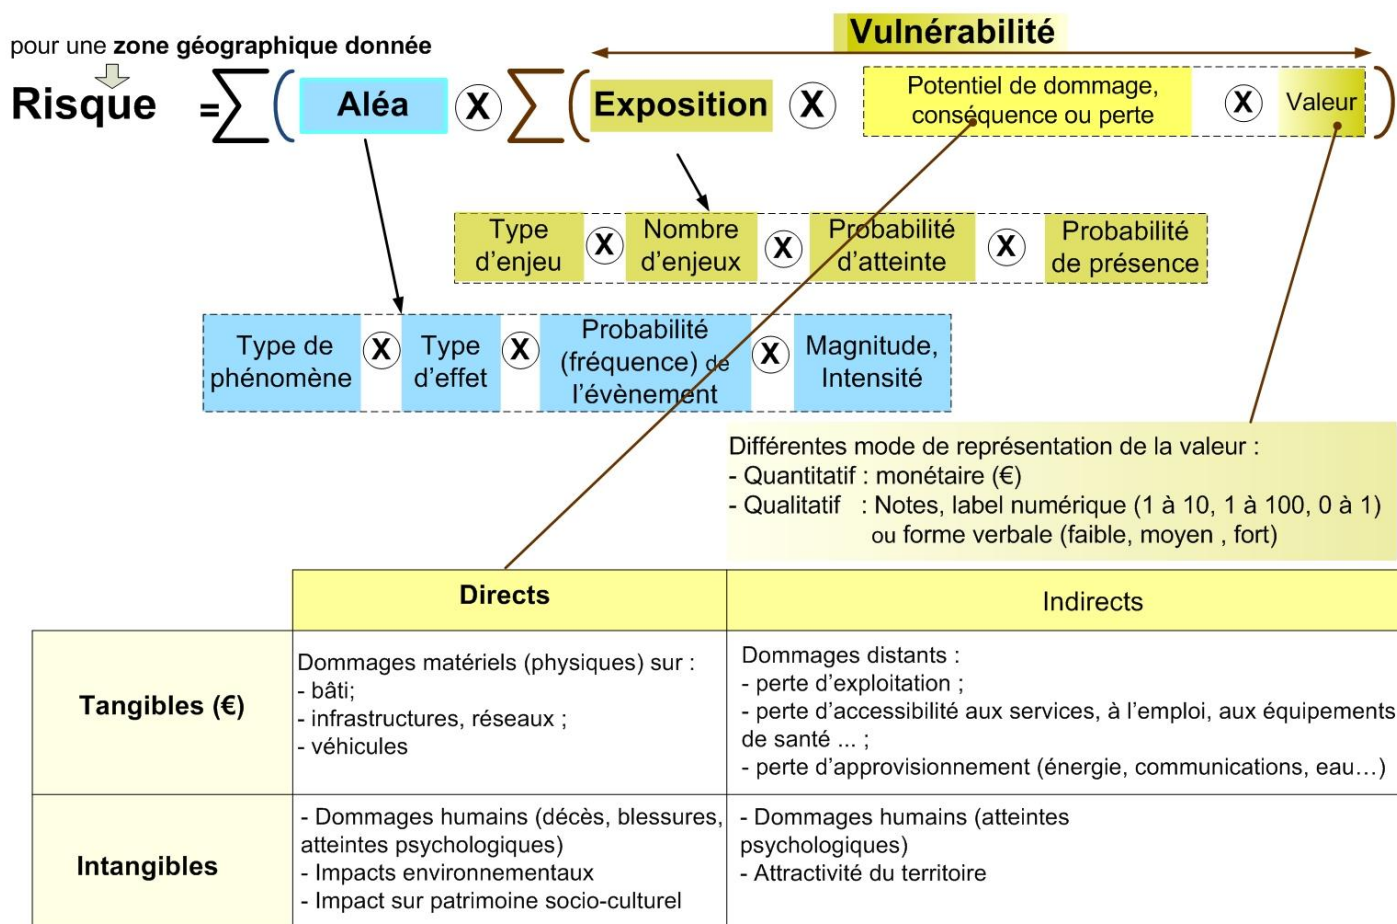 Vulnérabilité
pour une zone géographique donnée
Risque = ∑ ( Aléa X ∑ ( Exposition X Potentiel de dommage, conséquence ou perte X Valeur )
Type d'enjeu X Nombre d'enjeux X Probabilité d'atteinte X Probabilité de présence
Type de phénomène X Type d'effet X Probabilité (fréquence) de l'évènement X Magnitude, Intensité
Différentes mode de représentation de la valeur :
- Quantitatif : monétaire (€)
- Qualitatif : Notes, label numérique (1 à 10, 1 à 100, 0 à 1)
ou forme verbale (faible, moyen , fort)
Directs
Indirects
Tangibles (€)
Dommages matériels (physiques) sur :
- bâti;
- infrastructures, réseaux ;
- véhicules
Dommages distants :
- perte d'exploitation ;
- perte d'accessibilité aux services, à l'emploi, aux équipements
de santé ... ;
- perte d'approvisionnement (énergie, communications, eau…)
Intangibles
- Dommages humains (décès, blessures,
atteintes psychologiques)
- Impacts environnementaux
- Impact sur patrimoine socio-culturel
- Dommages humains (atteintes
psychologiques)
- Attractivité du territoire